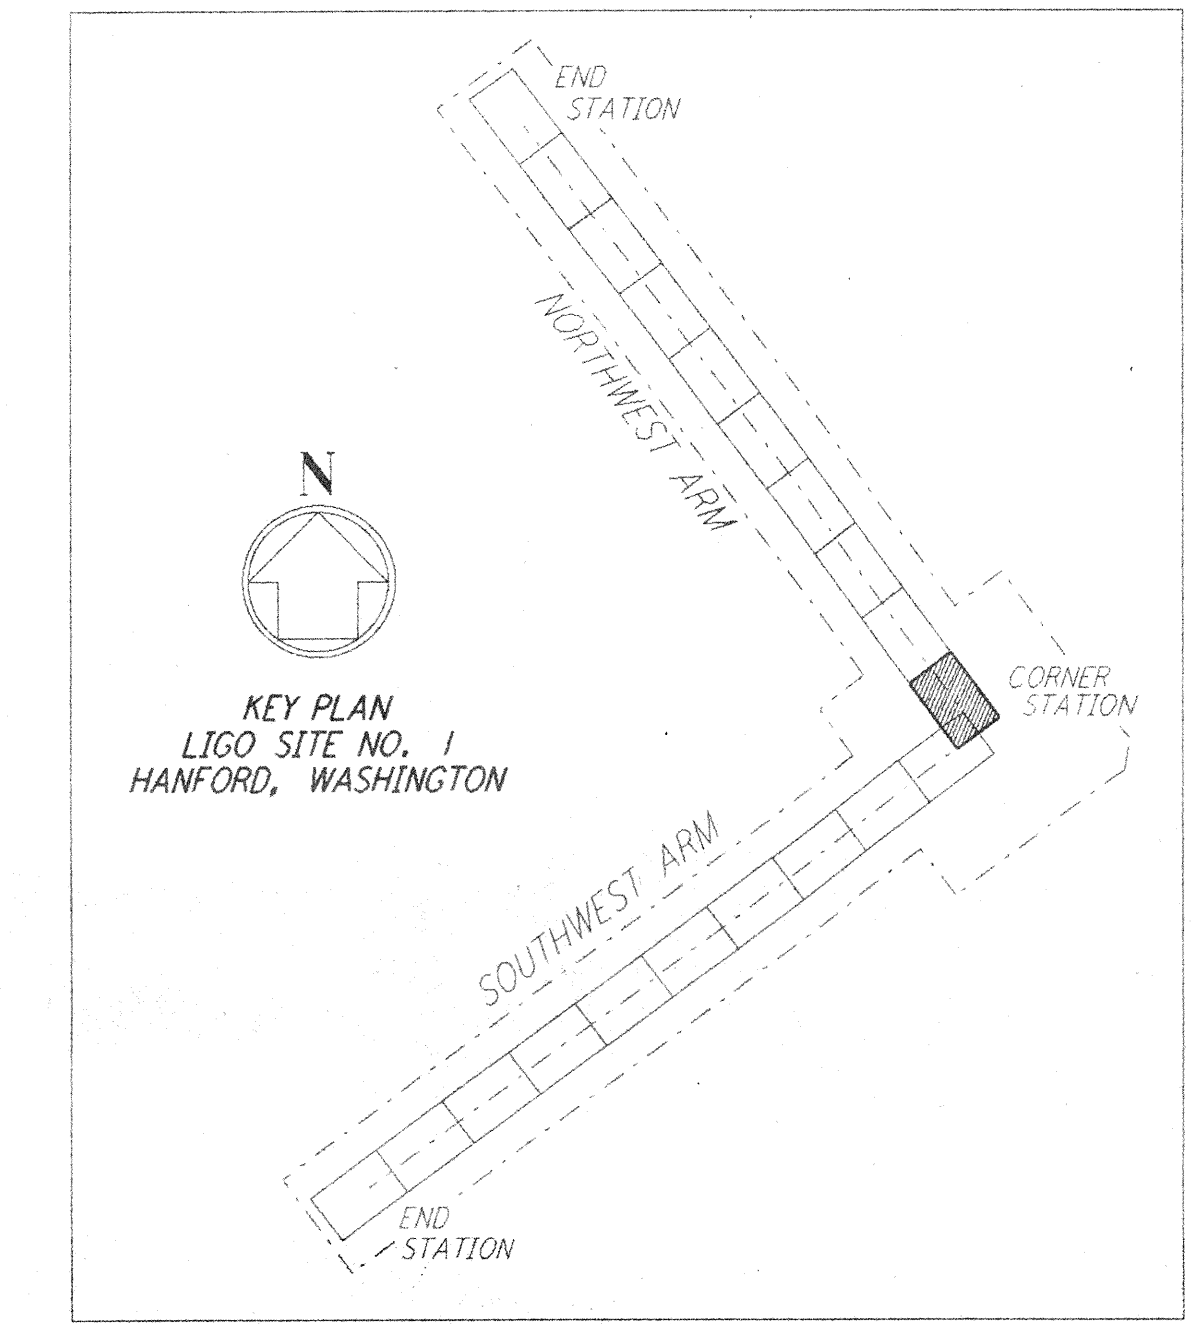 END
STATION
NORTHWEST ARM
N
CORNER
STATION
KEY PLAN
LIGO SITE NO. 1
HANFORD, WASHINGTON
SOUTHWEST ARM
END
STATION